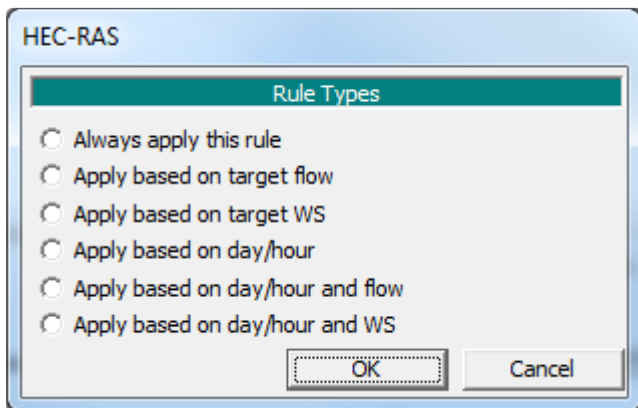 HEC-RAS
Rule Types
Always apply this rule
Apply based on target flow
Apply based on target WS
Apply based on day/hour
Apply based on day/hour and flow
Apply based on day/hour and WS
OK Cancel